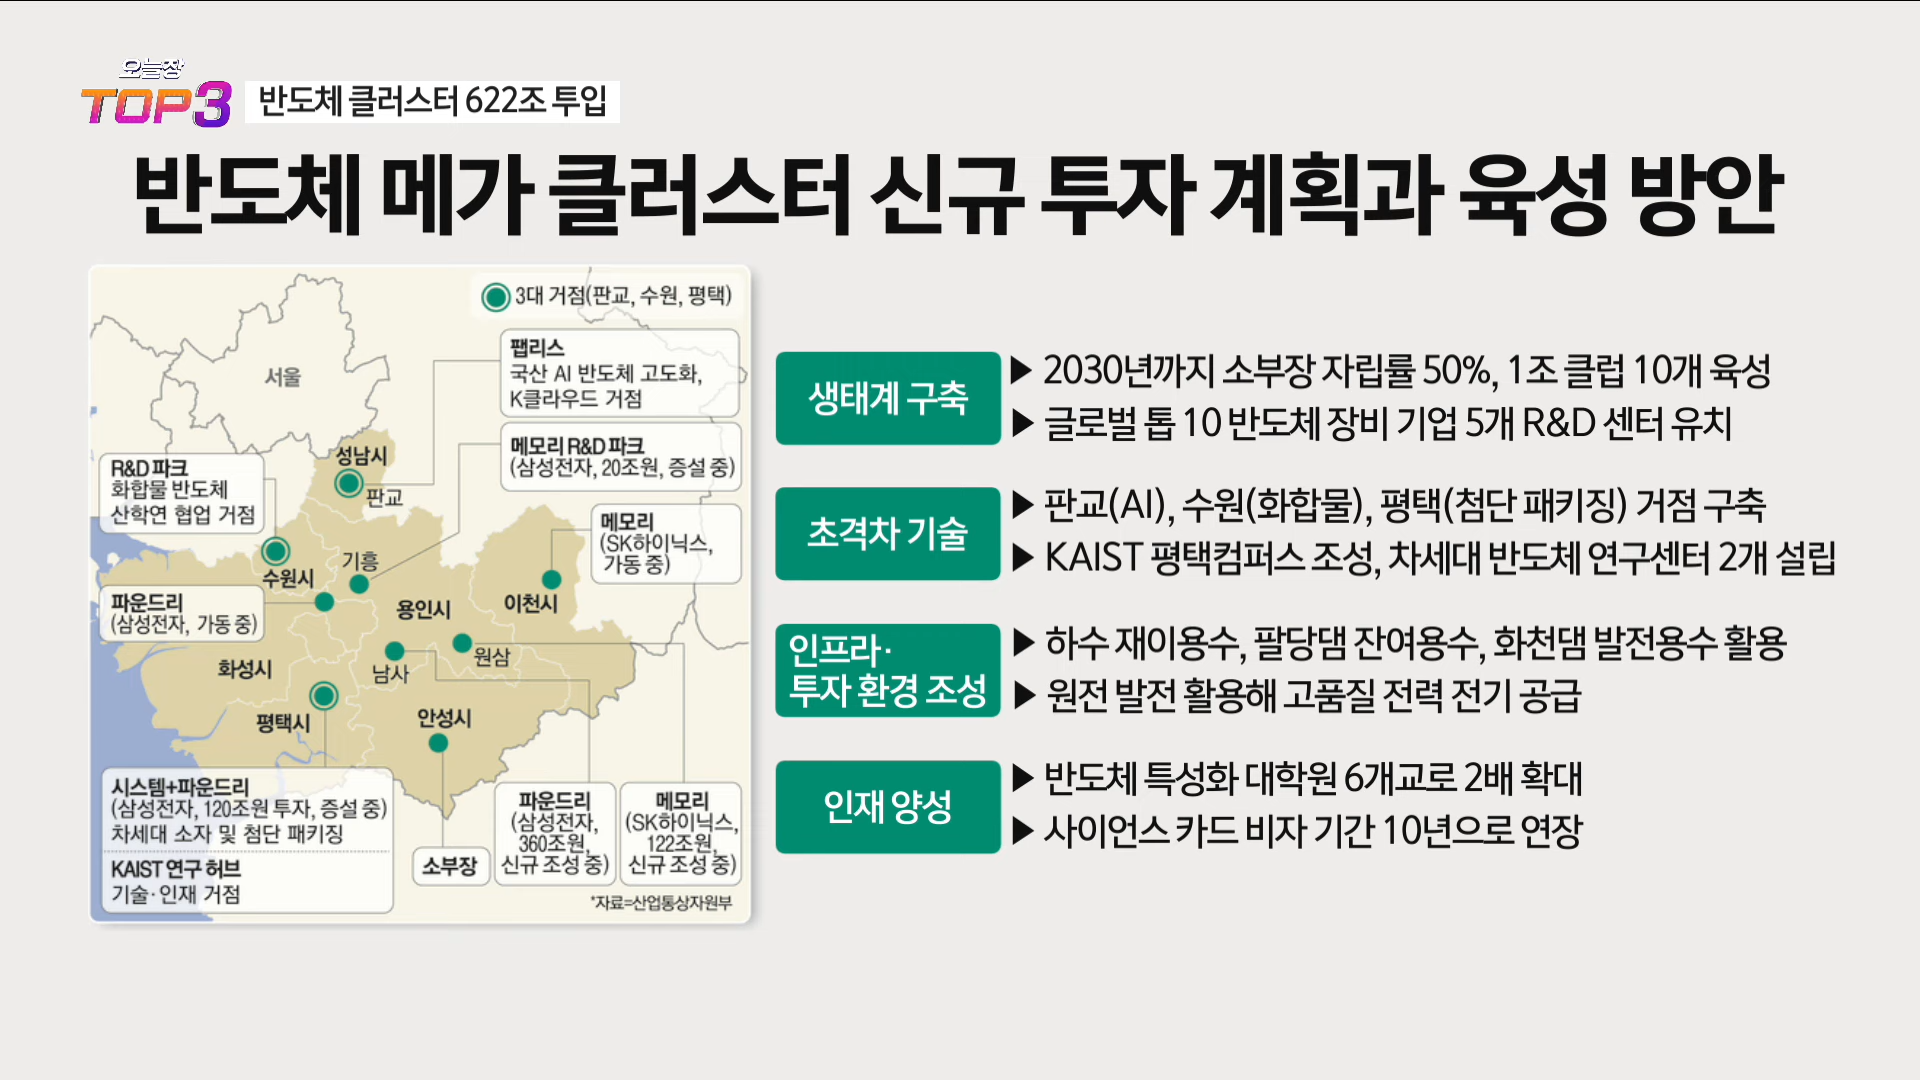 오늘장
TOP3
반도체 클러스터 622조 투입
반도체 메가 클러스터 신규 투자 계획과 육성 방안
3대 거점(판교, 수원, 평택)
서울
팹리스
국산 AI 반도체 고도화,
K클라우드 거점
메모리 R&D 파크
(삼성전자, 20조원, 증설 중)
성남시
판교
R&D 파크
화합물 반도체
산학연 협업 거점
메모리
(SK하이닉스,
가동 중)
수원시
기흥
파운드리
(삼성전자, 가동 중)
용인시
이천시
원삼
남사
화성시
평택시
안성시
시스템+파운드리
(삼성전자, 120조원 투자, 증설 중)
차세대 소자 및 첨단 패키징
KAIST 연구 허브
기술·인재 거점
소부장
파운드리
(삼성전자,
360조원,
신규 조성 중)
메모리
(SK하이닉스,
122조원,
신규 조성 중)
*자료=산업통상자원부
생태계 구축
▶ 2030년까지 소부장 자립률 50%, 1조 클럽 10개 육성
▶ 글로벌 톱 10 반도체 장비 기업 5개 R&D 센터 유치
초격차 기술
▶ 판교(AI), 수원(화합물), 평택(첨단 패키징) 거점 구축
▶ KAIST 평택컴퍼스 조성, 차세대 반도체 연구센터 2개 설립
인프라·
투자 환경 조성
▶ 하수 재이용수, 팔당댐 잔여용수, 화천댐 발전용수 활용
▶ 원전 발전 활용해 고품질 전력 전기 공급
인재 양성
▶ 반도체 특성화 대학원 6개교로 2배 확대
▶ 사이언스 카드 비자 기간 10년으로 연장